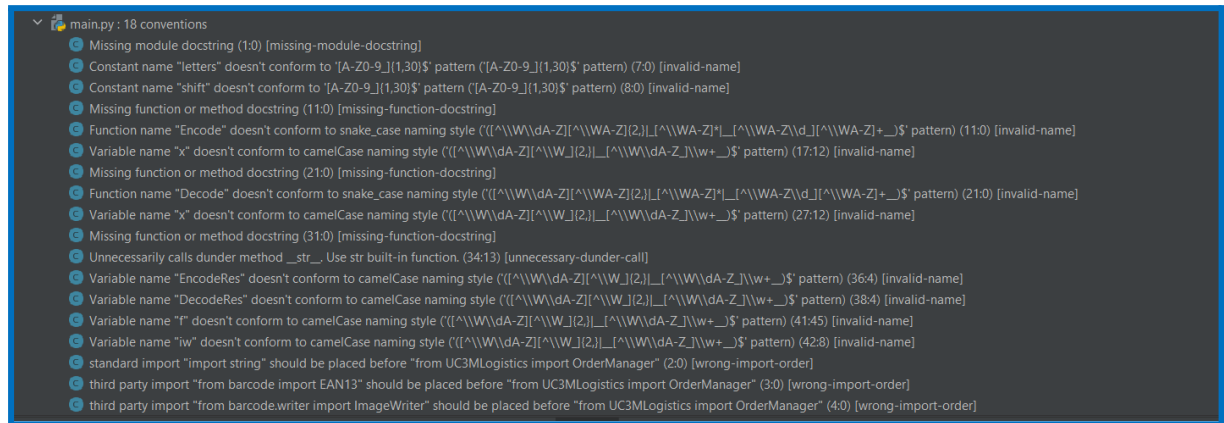 main.py : 18 conventions
Missing module docstring (1:0) [missing-module-docstring]
Constant name "letters" doesn't conform to '[A-Z0-9_]{1,30}$' pattern ('[A-Z0-9_]{1,30}$' pattern) (7:0) [invalid-name]
Constant name "shift" doesn't conform to '[A-Z0-9_]{1,30}$' pattern ('[A-Z0-9_]{1,30}$' pattern) (8:0) [invalid-name]
Missing function or method docstring (11:0) [missing-function-docstring]
Function name "Encode" doesn't conform to snake_case naming style ('([^\\W\\dA-Z][^\\WA-Z]{2,}|_[^\\WA-Z]*|__[^\\WA-Z\\d_][^\\WA-Z]+__)$' pattern) (11:0) [invalid-name]
Variable name "x" doesn't conform to camelCase naming style ('([^\\W\\dA-Z][^\\W_]{2,}|__[^\\W\\dA-Z_]\\w+__)$' pattern) (17:12) [invalid-name]
Missing function or method docstring (21:0) [missing-function-docstring]
Function name "Decode" doesn't conform to snake_case naming style ('([^\\W\\dA-Z][^\\WA-Z]{2,}|_[^\\WA-Z]*|__[^\\WA-Z\\d_][^\\WA-Z]+__)$' pattern) (21:0) [invalid-name]
Variable name "x" doesn't conform to camelCase naming style ('([^\\W\\dA-Z][^\\W_]{2,}|__[^\\W\\dA-Z_]\\w+__)$' pattern) (27:12) [invalid-name]
Missing function or method docstring (31:0) [missing-function-docstring]
Unnecessarily calls dunder method __str__. Use str built-in function. (34:13) [unnecessary-dunder-call]
Variable name "EncodeRes" doesn't conform to camelCase naming style ('([^\\W\\dA-Z][^\\W_]{2,}|__[^\\W\\dA-Z_]\\w+__)$' pattern) (36:4) [invalid-name]
Variable name "DecodeRes" doesn't conform to camelCase naming style ('([^\\W\\dA-Z][^\\W_]{2,}|__[^\\W\\dA-Z_]\\w+__)$' pattern) (38:4) [invalid-name]
Variable name "f" doesn't conform to camelCase naming style ('([^\\W\\dA-Z][^\\W_]{2,}|__[^\\W\\dA-Z_]\\w+__)$' pattern) (41:45) [invalid-name]
Variable name "iw" doesn't conform to camelCase naming style ('([^\\W\\dA-Z][^\\W_]{2,}|__[^\\W\\dA-Z_]\\w+__)$' pattern) (42:8) [invalid-name]
standard import "import string" should be placed before "from UC3MLogistics import OrderManager" (2:0) [wrong-import-order]
third party import "from barcode import EAN13" should be placed before "from UC3MLogistics import OrderManager" (3:0) [wrong-import-order]
third party import "from barcode.writer import ImageWriter" should be placed before "from UC3MLogistics import OrderManager" (4:0) [wrong-import-order]